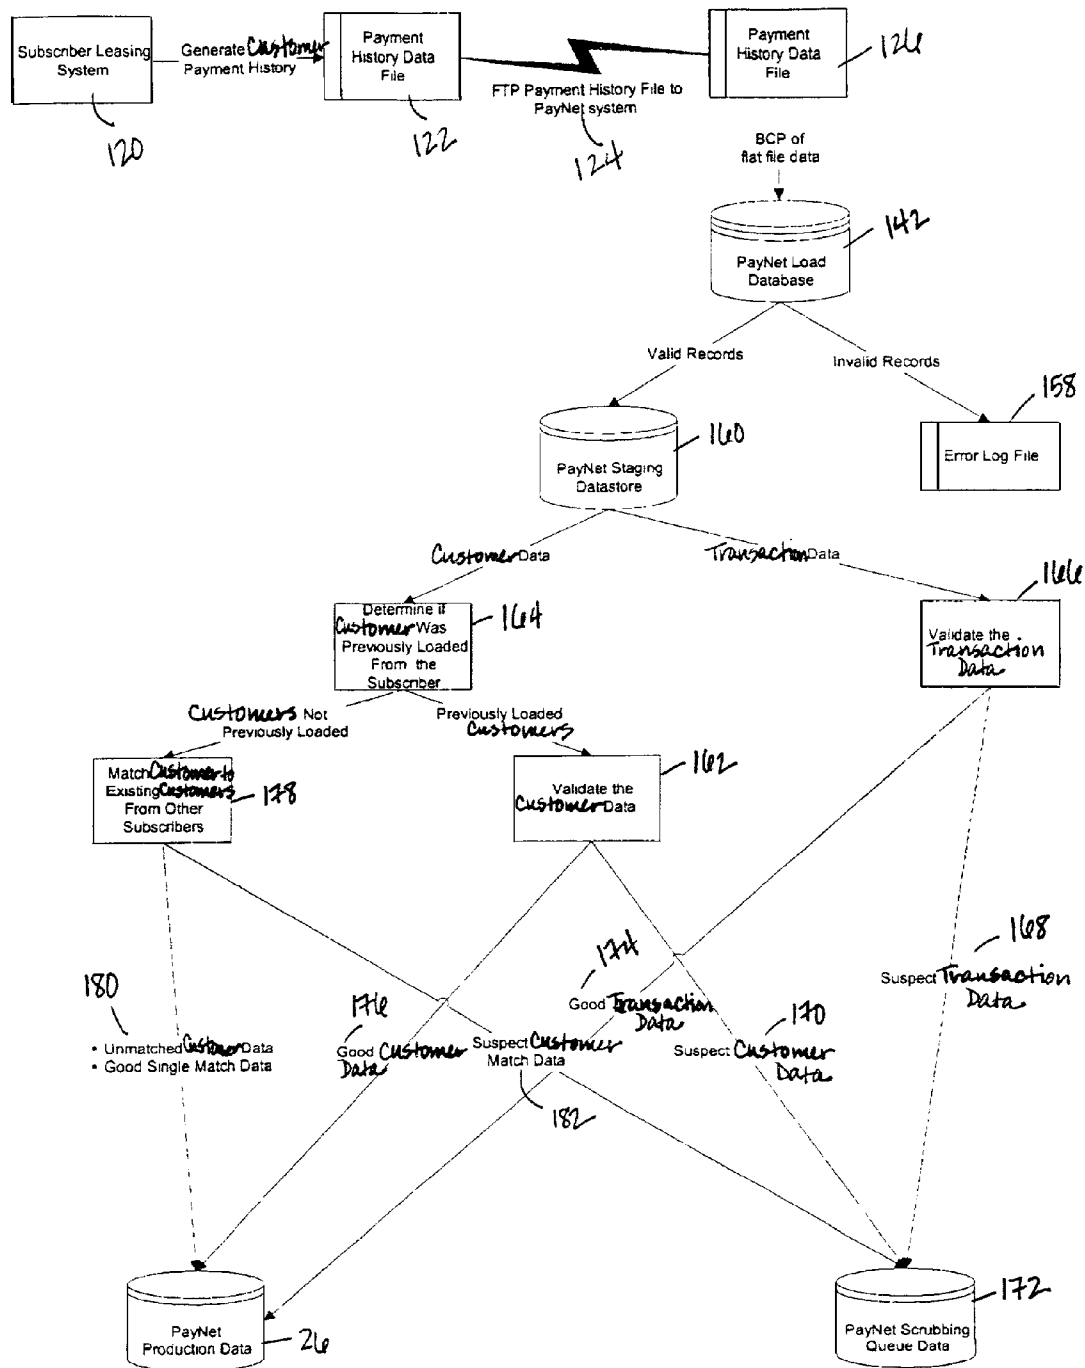 Subscriber Leasing
System
120
Generate Customer
Payment History
Payment
History Data
File
122
FTP Payment History File to
PayNet system
124
Payment
History Data
File
126
BCP of
flat file data
PayNet Load
Database
142
Valid Records
Invalid Records
PayNet Staging
Datastore
160
Error Log File
158
Customer Data
Transaction Data
Determine if
Customer Was
Previously Loaded
From the
Subscriber
164
Validate the
Transaction
Data
166
Customers Not
Previously Loaded
Previously Loaded
Customers
Match Customer to
Existing Customers
From Other
Subscribers
178
Validate the
Customer Data
162
180
• Unmatched Customer Data
• Good Single Match Data
176
Good Customer
Data
Suspect Customer
Match Data
182
174
Good Transaction
Data
170
Suspect Customer
Data
168
Suspect Transaction
Data
PayNet
Production Data
26
PayNet Scrubbing
Queue Data
172